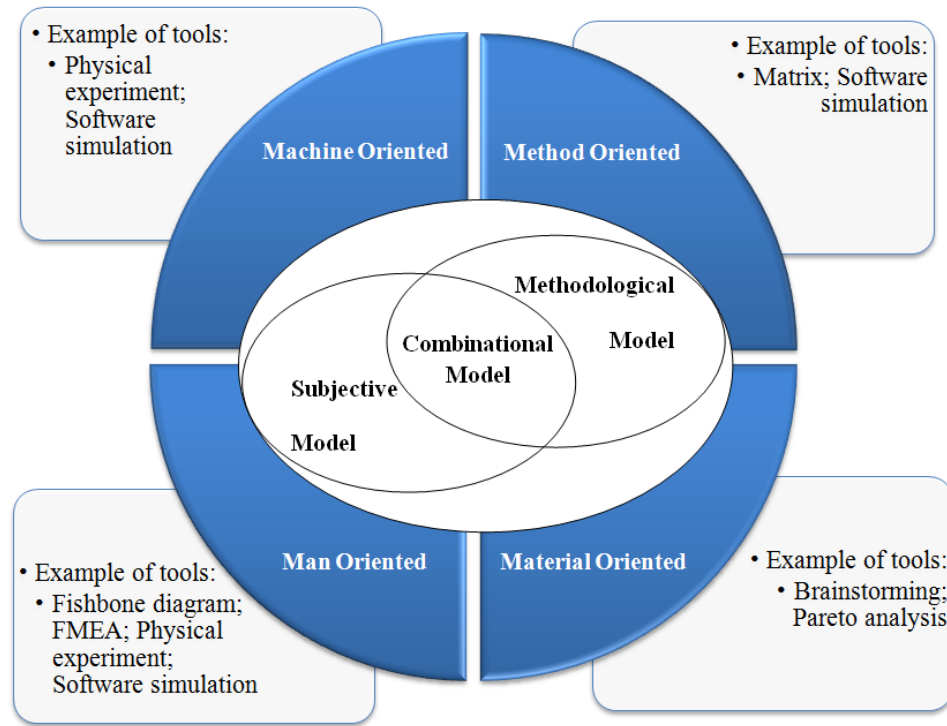 • Example of tools:
• Physical
experiment;
Software
simulation
Machine Oriented
Method Oriented
• Example of tools:
• Matrix; Software
simulation
Methodological
Model
Combinational
Model
Subjective
Model
Man Oriented
Material Oriented
• Example of tools:
• Fishbone diagram;
FMEA; Physical
experiment;
Software simulation
• Example of tools:
• Brainstorming;
Pareto analysis